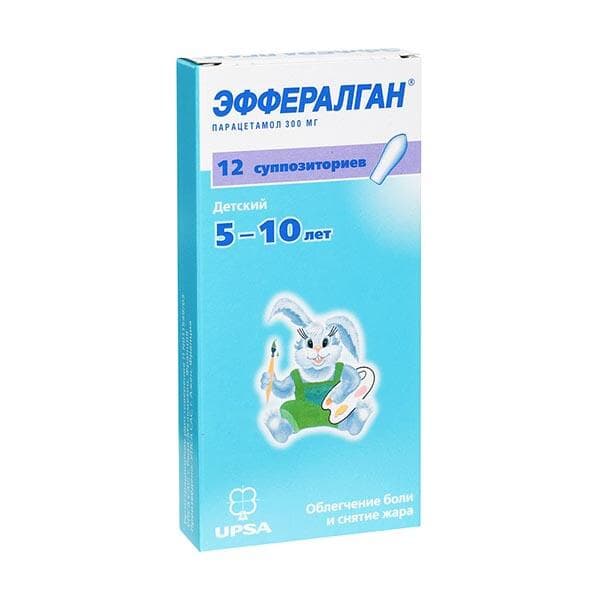 ЭФФЕРАЛГАН®
ПАРАЦЕТАМОЛ 300 МГ
12 суппозиториев
Детский
5–10 лет
Облегчение боли
и снятие жара
UPSA